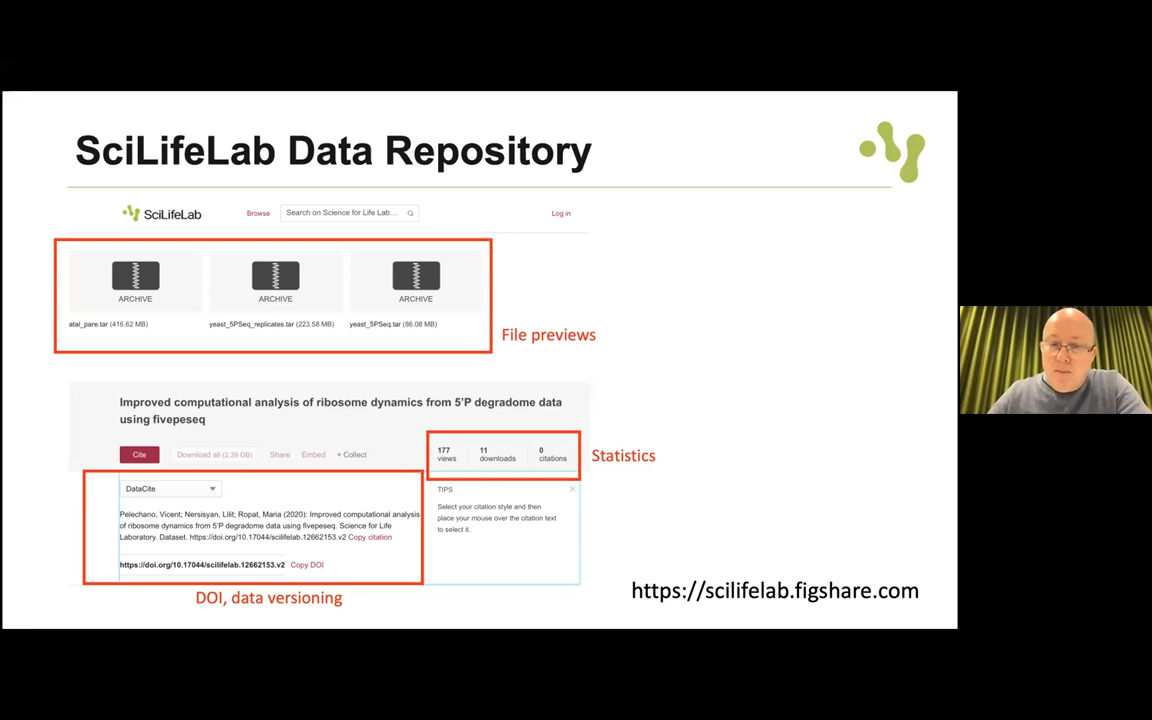 SciLifeLab Data Repository
SciLifeLab Browse Search on Science for Life Lab... Log in
ARCHIVE ARCHIVE ARCHIVE
atal_pare.tar (416.62 MB) yeast_5PSeq_replicates.tar (223.58 MB) yeast_5PSeq.tar (86.08 MB)
File previews
Improved computational analysis of ribosome dynamics from 5'P degradome data
using fivepeseq
Cite Download all (2.39 GB) Share Embed + Collect
177 11 0
views downloads citations
Statistics
DataCite
Pelechano, Vicent; Nersisyan, Lilit; Ropat, Maria (2020): Improved computational analysis
of ribosome dynamics from 5'P degradome data using fivepeseq. Science for Life
Laboratory. Dataset. https://doi.org/10.17044/scilifelab.12662153.v2 Copy citation
https://doi.org/10.17044/scilifelab.12662153.v2 Copy DOI
TIPS
Select your citation style and then
place your mouse over the citation text
to select it.
DOI, data versioning
https://scilifelab.figshare.com